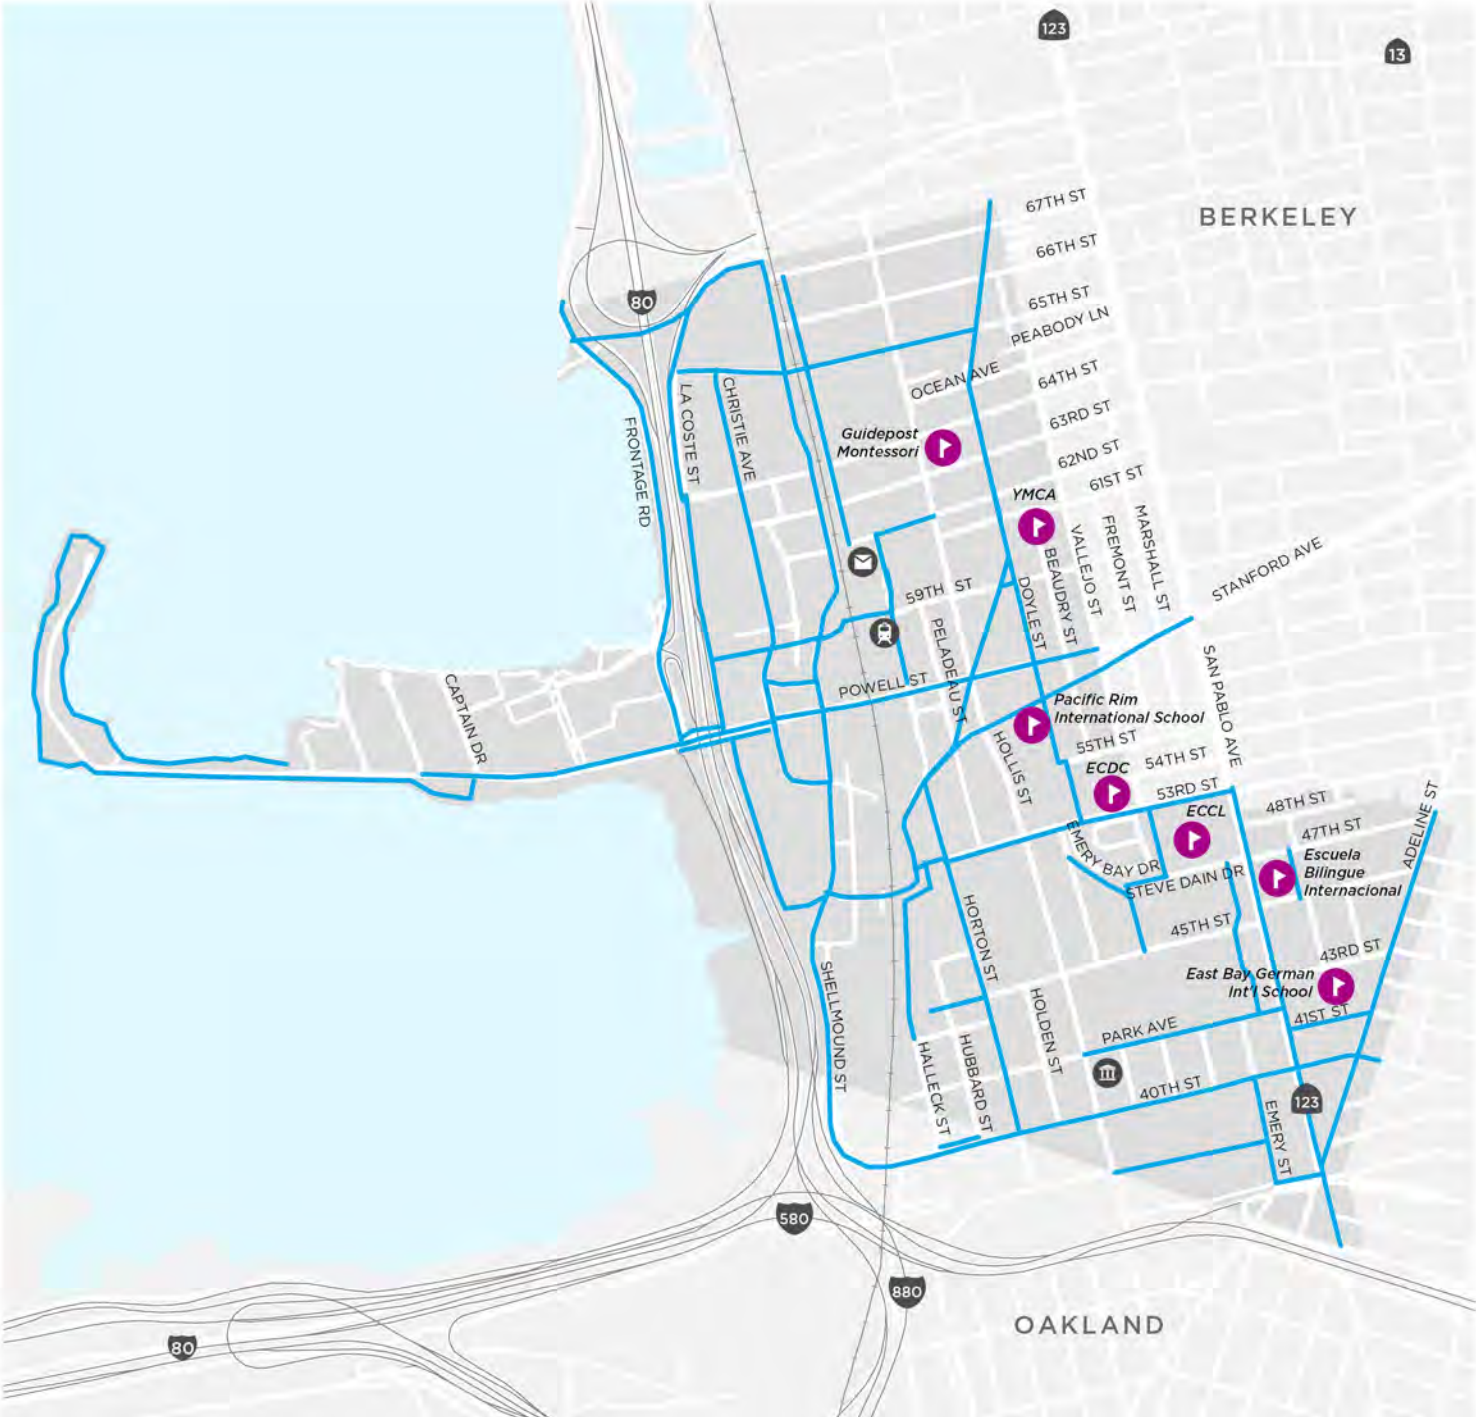 123
13
67TH ST
BERKELEY
66TH ST
65TH ST
80
PEABODY LN
OCEAN AVE
64TH ST
LA COSTE ST
CHRISTIE AVE
63RD ST
FRONTAGE RD
Guidepost
Montessori
62ND ST
61ST ST
YMCA
MARSHALL ST
FREMONT ST
VALLEJO ST
BEAUDRY ST
DOYLE ST
STANFORD AVE
59TH ST
PELADEAU ST
SAN PABLO AVE
POWELL ST
CAPTAIN DR
Pacific Rim
International School
HOLLIS ST
55TH ST
54TH ST
ECDC
53RD ST
ECCL
48TH ST
47TH ST
ADELINE ST
EMERY BAY DR
STEVE DAIN DR
Escuela
Bilingue
Internacional
HORTON ST
45TH ST
43RD ST
East Bay German
Int'l School
SHELLMOUND ST
HOLDEN ST
41ST ST
PARK AVE
HALLECK ST
HUBBARD ST
40TH ST
EMERY ST
123
580
880
OAKLAND
80